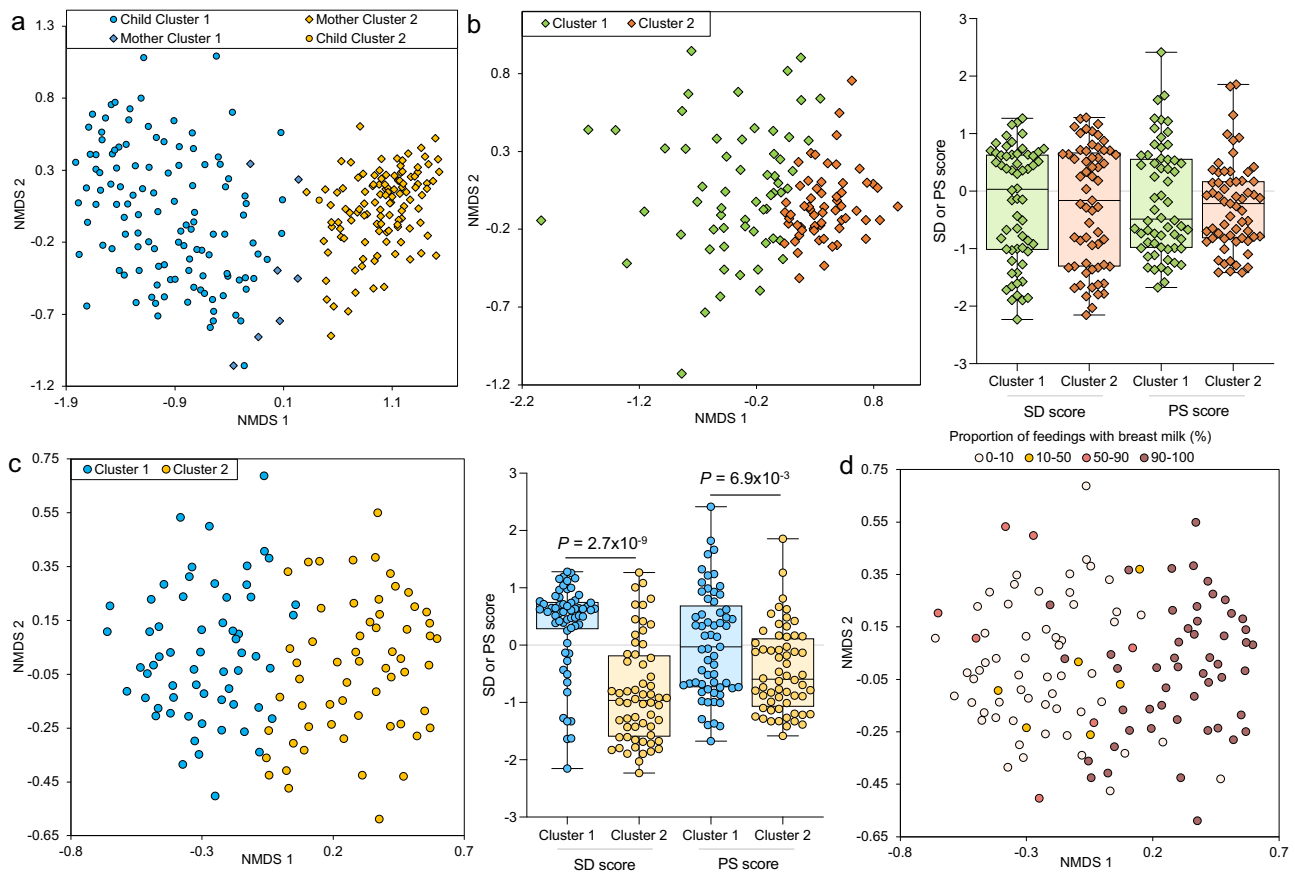 a
Child Cluster 1 Mother Cluster 2
Mother Cluster 1 Child Cluster 2
1.3
0.8
0.3
-0.2
-0.7
-1.2
NMDS 2
-1.9 -0.9 0.1 1.1
NMDS 1
b
Cluster 1 Cluster 2
0.8
0.3
-0.2
-0.7
-1.2
NMDS 2
-2.2 -1.2 -0.2 0.8
NMDS 1
3
2
1
0
-1
-2
-3
SD or PS score
Cluster 1 Cluster 2 Cluster 1 Cluster 2
SD score PS score
c
Cluster 1 Cluster 2
0.75
0.55
0.35
0.15
-0.05
-0.25
-0.45
-0.65
NMDS 2
-0.8 -0.3 0.2 0.7
NMDS 1
3
2
1
0
-1
-2
-3
SD or PS score
P = 2.7x10-9
P = 6.9x10-3
Cluster 1 Cluster 2 Cluster 1 Cluster 2
SD score PS score
d
Proportion of feedings with breast milk (%)
0-10 10-50 50-90 90-100
0.75
0.55
0.35
0.15
-0.05
-0.25
-0.45
-0.65
NMDS 2
-0.8 -0.3 0.2 0.7
NMDS 1